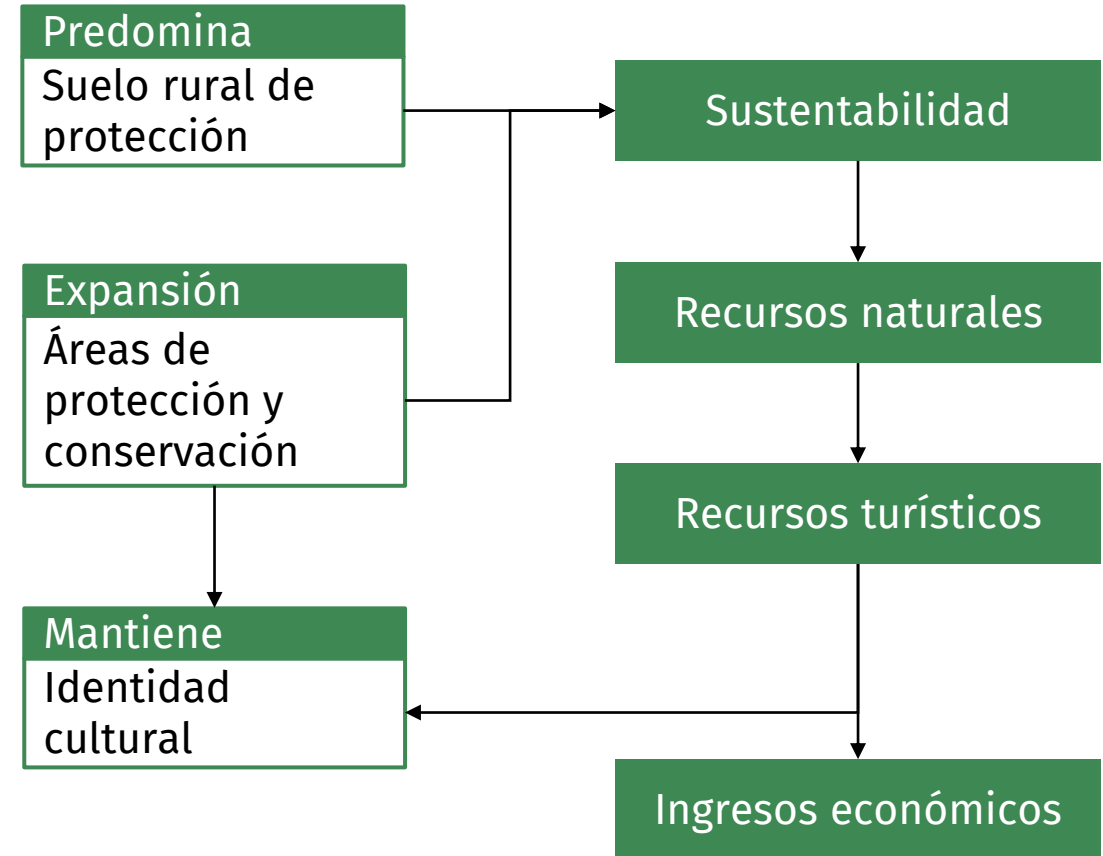 Predomina
Suelo rural de
protección
Expansión
Áreas de
protección y
conservación
Mantiene
Identidad
cultural
Sustentabilidad
Recursos naturales
Recursos turísticos
Ingresos económicos